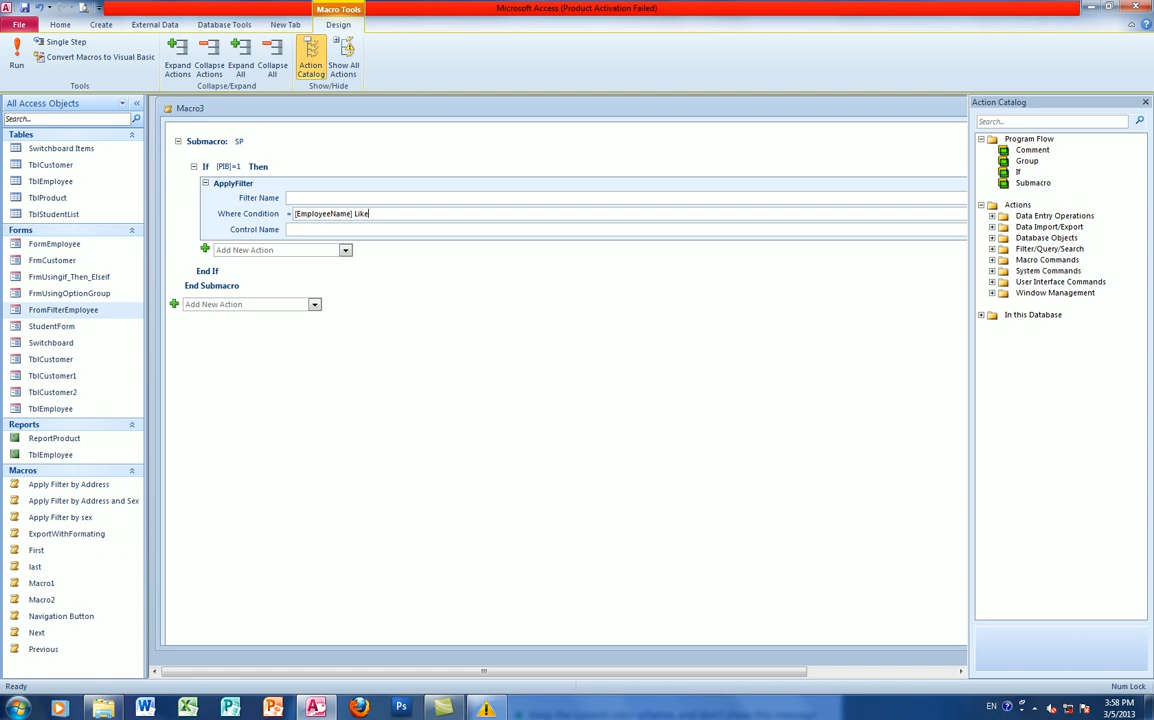 Microsoft Access (Product Activation Failed)
Macro Tools
File
Home
Create
External Data
Database Tools
New Tab
Design
Run
Single Step
Convert Macros to Visual Basic
Tools
Expand Actions
Collapse Actions
Expand All
Collapse All
Collapse/Expand
Action Catalog
Show All Actions
Show/Hide
All Access Objects
Search...
Tables
Switchboard Items
TblCustomer
TblEmployee
TblProduct
TblStudentList
Forms
FormEmployee
FrmCustomer
FrmUsingif_Then_Elseif
FrmUsingOptionGroup
FromFilterEmployee
StudentForm
Switchboard
TblCustomer
TblCustomer1
TblCustomer2
TblEmployee
Reports
ReportProduct
TblEmployee
Macros
Apply Filter by Address
Apply Filter by Address and Sex
Apply Filter by sex
ExportWithFormating
First
last
Macro1
Macro2
Navigation Button
Next
Previous
Macro3
Submacro: SP
If [PIB]=1 Then
ApplyFilter
Filter Name
Where Condition = [EmployeeName] Like
Control Name
Add New Action
End If
End Submacro
Add New Action
Action Catalog
Search...
Program Flow
Comment
Group
If
Submacro
Actions
Data Entry Operations
Data Import/Export
Database Objects
Filter/Query/Search
Macro Commands
System Commands
User Interface Commands
Window Management
In this Database
Ready
Num Lock
EN
3:58 PM
3/5/2013